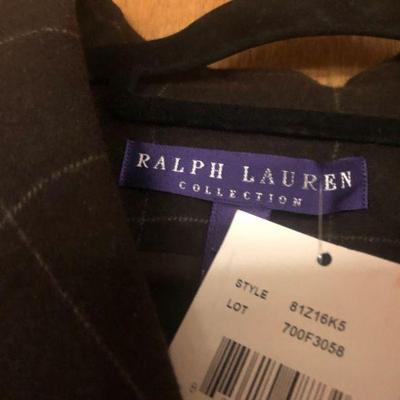 RALPH LAUREN
COLLECTION
STYLE 81Z16K5
LOT 700F3058